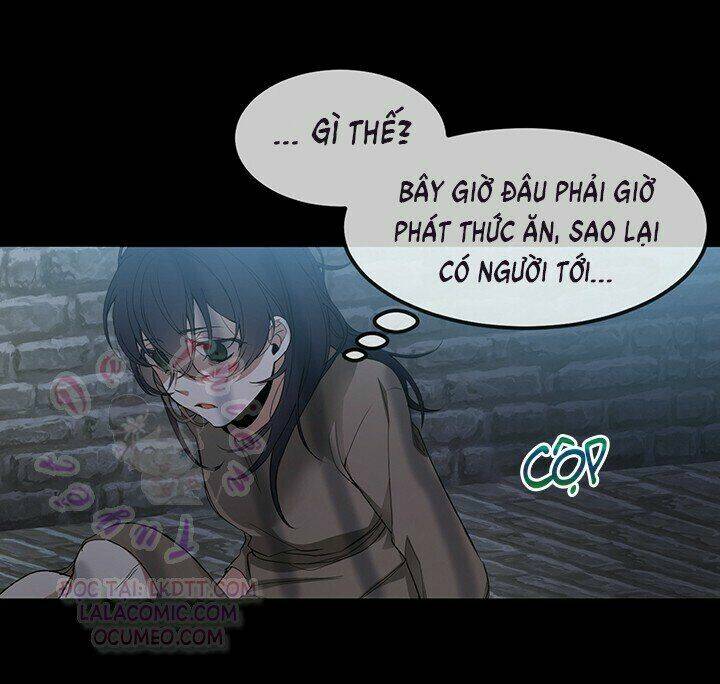 ... GÌ THẾ?
BÂY GIỜ ĐÂU PHẢI GIỜ
PHÁT THỨC ĂN, SAO LẠI
CÓ NGƯỜI TỚI...
CỘP
ĐỌC TẠI: LKDTT.COM
LALACOMIC.COM
OCUMEO.COM